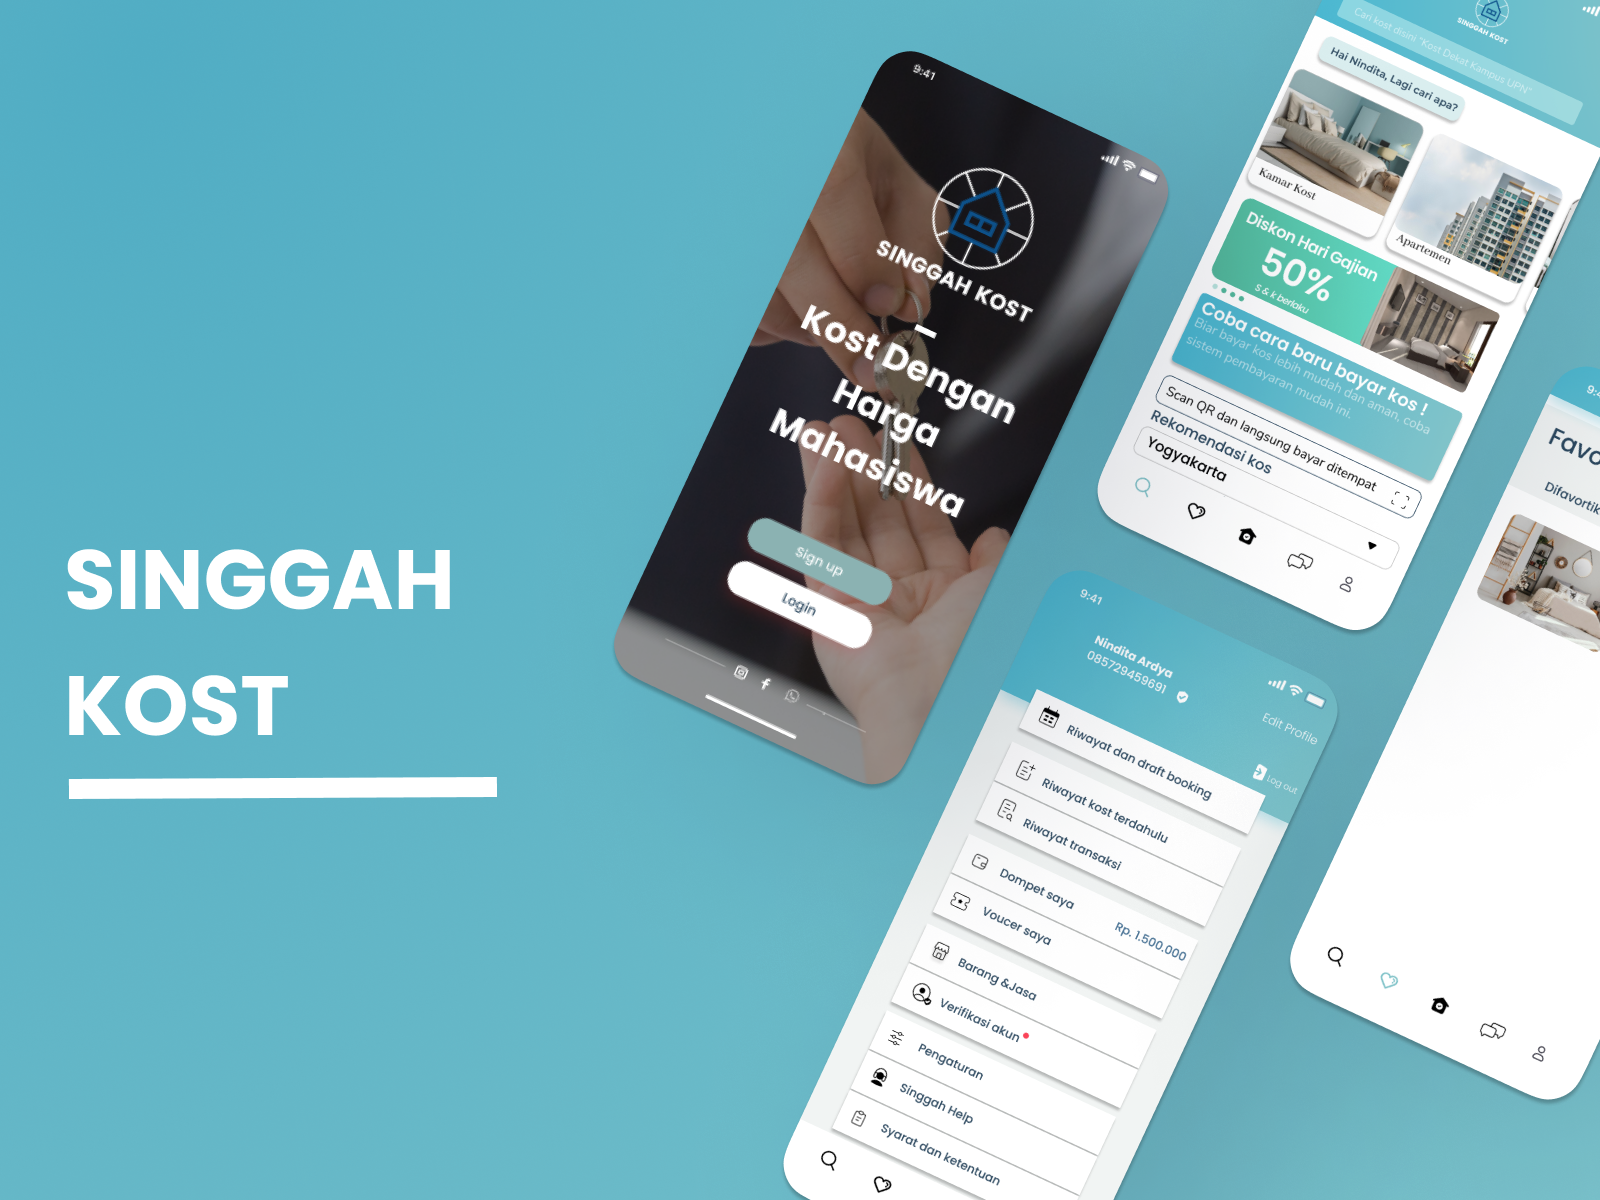 SINGGAH
KOST
9:41
SINGGAH KOST
Kost Dengan
Harga
Mahasiswa
Sign up
Login
SINGGAH KOST
Cari kost disini "Kost Dekat Kampus UPN"
Hai Nindita, Lagi cari apa?
Kamar Kost
Apartemen
Diskon Hari Gajian
50%
S & k berlaku
Coba cara baru bayar kos !
Biar bayar kos lebih mudah dan aman, coba
sistem pembayaran mudah ini.
Scan QR dan langsung bayar ditempat
Rekomendasi kos
Yogyakarta
9:41
Nindita Ardya
085729459691
Edit Profile
Log out
Riwayat dan draft booking
Riwayat kost terdahulu
Riwayat transaksi
Dompet saya
Rp. 1.500.000
Voucer saya
Barang &Jasa
Verifikasi akun
Pengaturan
Singgah Help
Syarat dan ketentuan
9:4
Favo
Difavortik